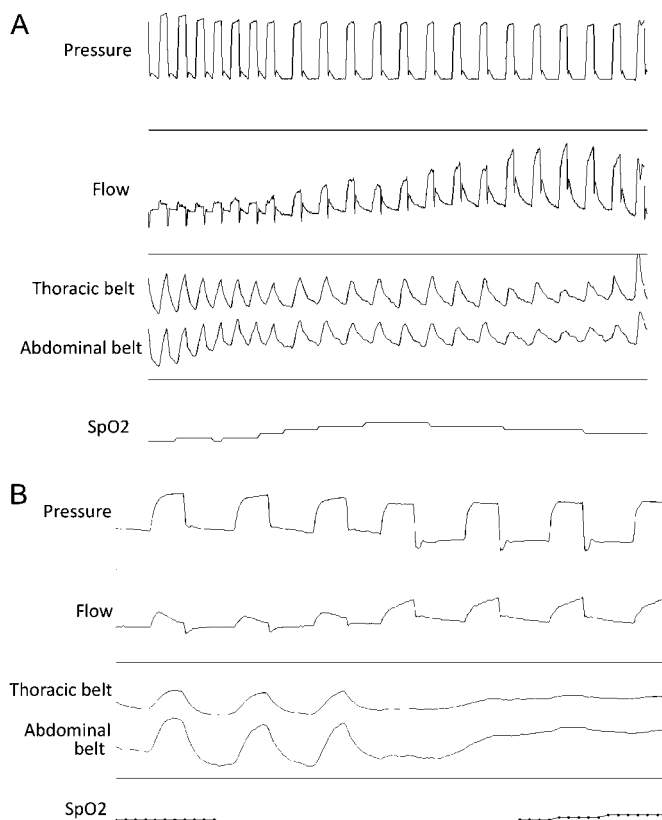 A
Pressure
Flow
Thoracic belt
Abdominal belt
SpO2
B
Pressure
Flow
Thoracic belt
Abdominal
belt
SpO2